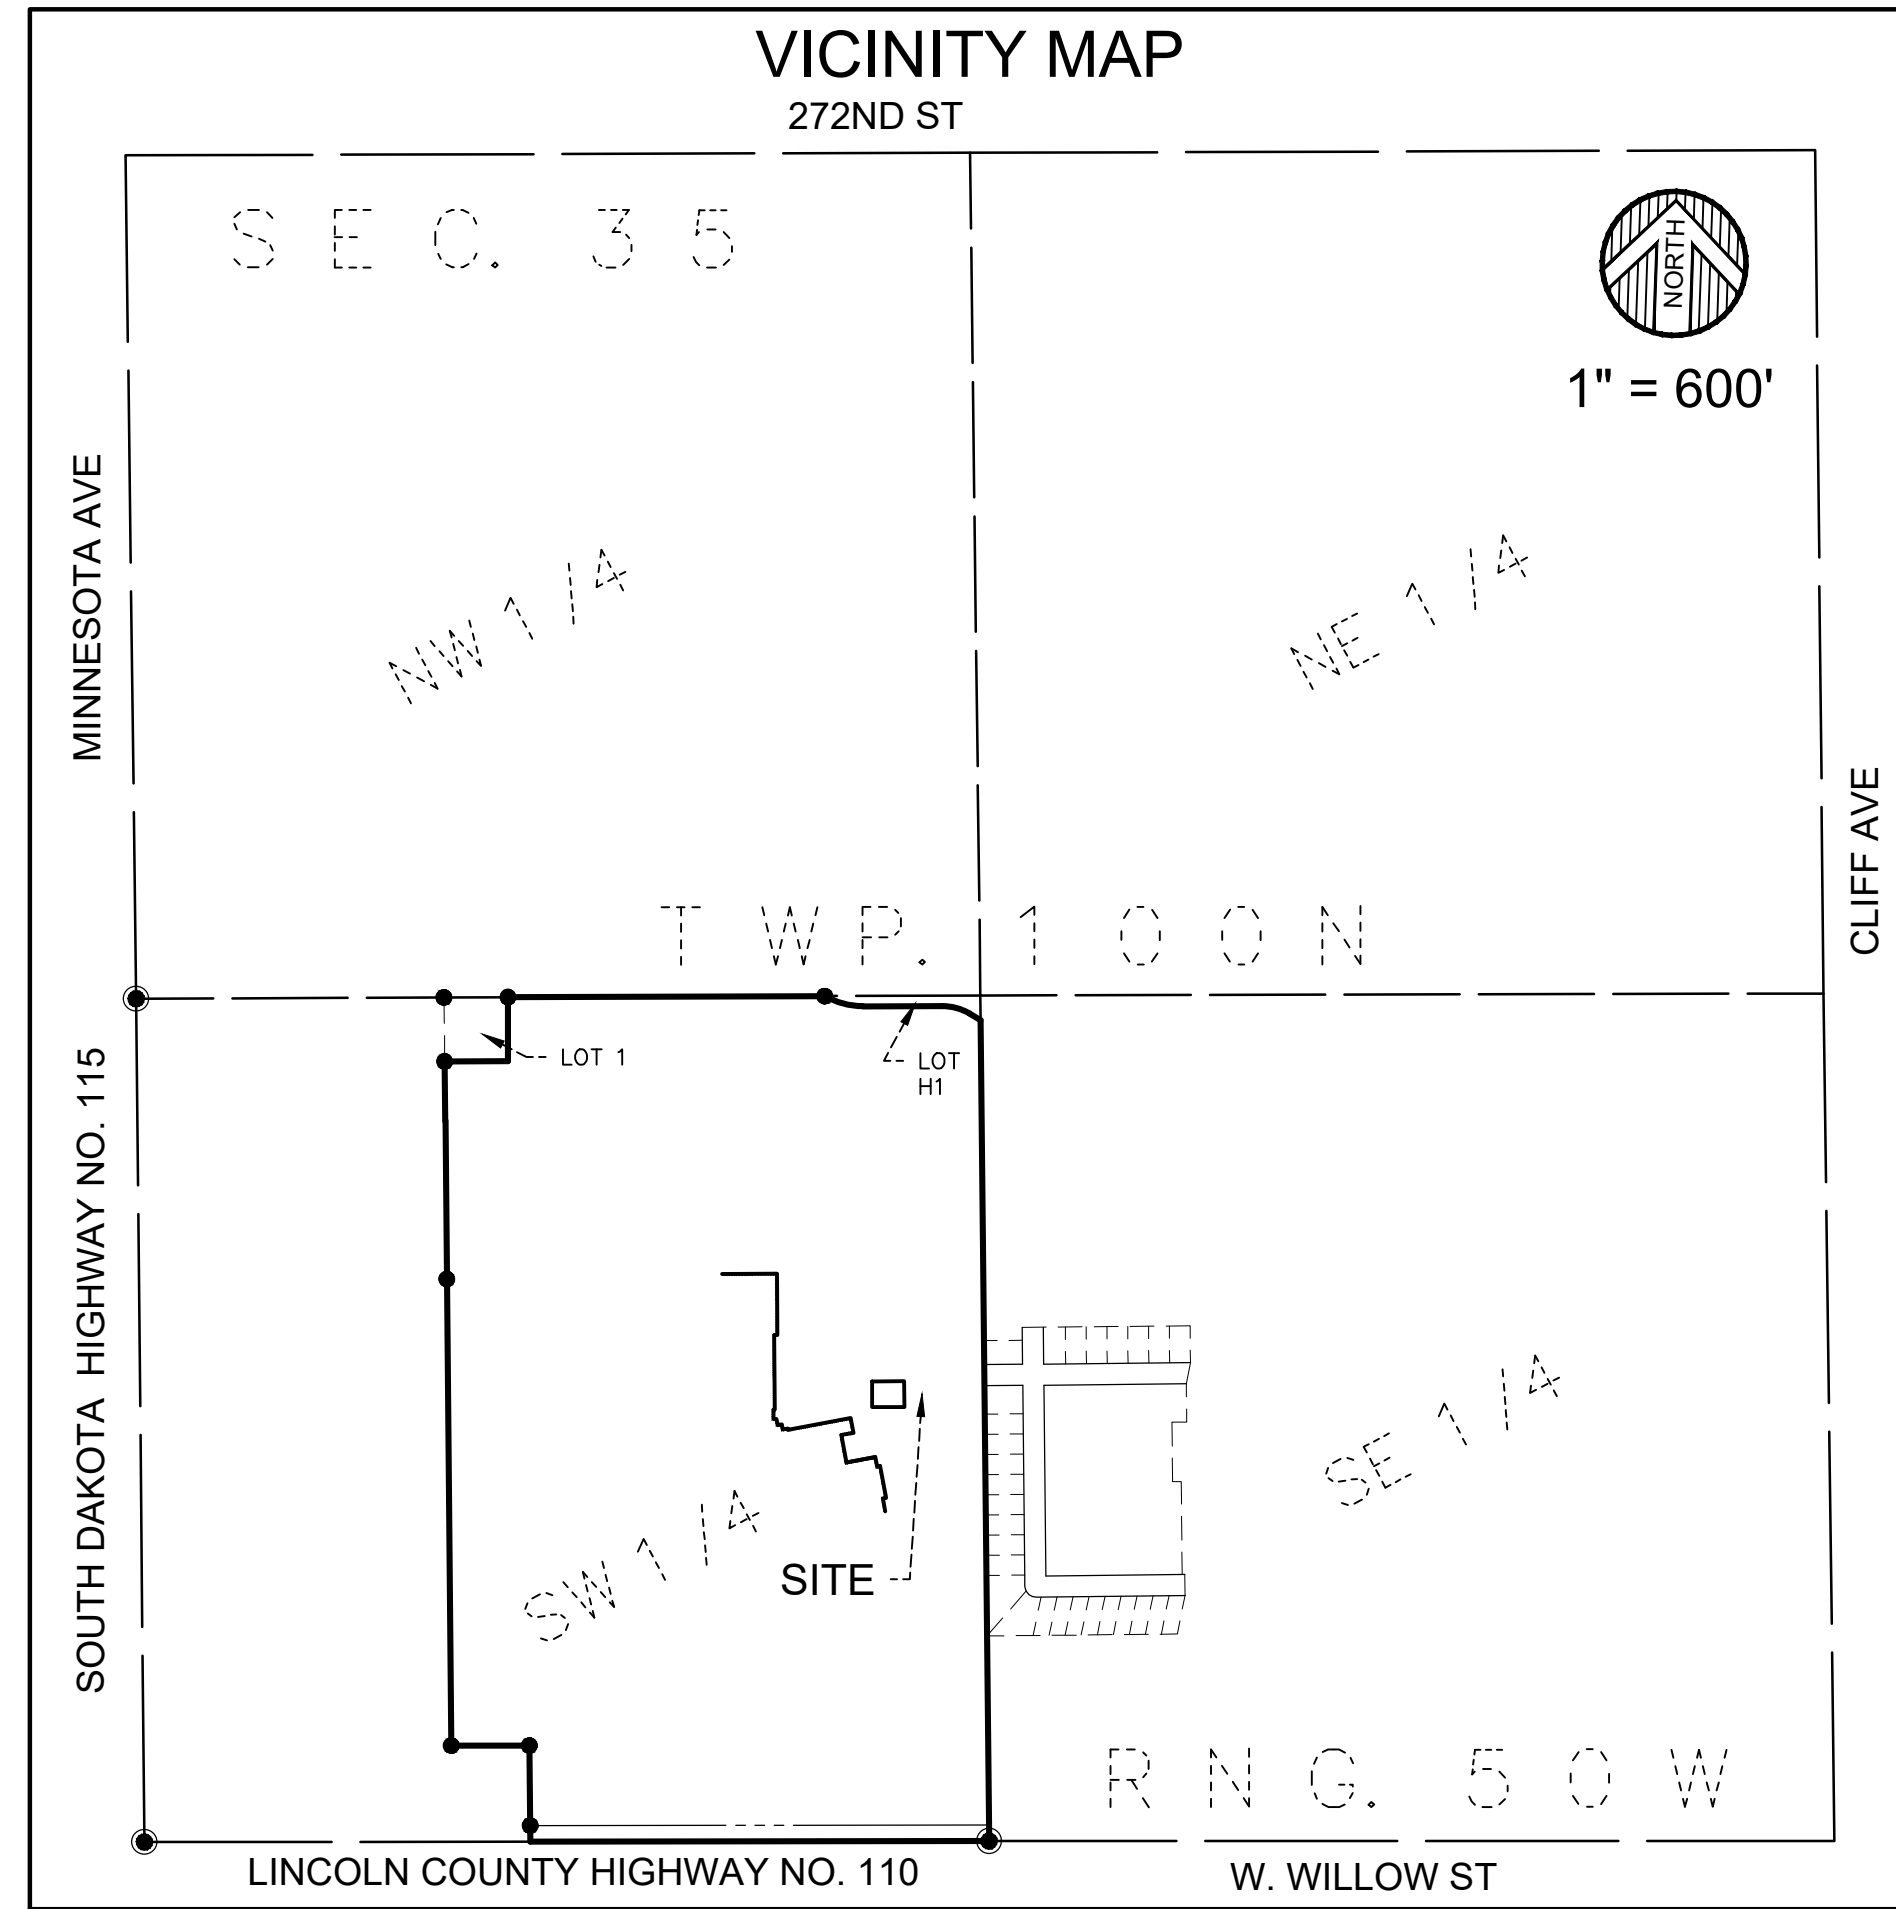 VICINITY MAP
272ND ST
SEC. 35
NORTH
1" = 600'
MINNESOTA AVE
NW 1/4
NE 1/4
CLIFF AVE
TWP. 100N
LOT 1
LOT
H1
SOUTH DAKOTA HIGHWAY NO. 115
SE 1/4
SW 1/4
SITE
RNG. 50W
LINCOLN COUNTY HIGHWAY NO. 110
W. WILLOW ST